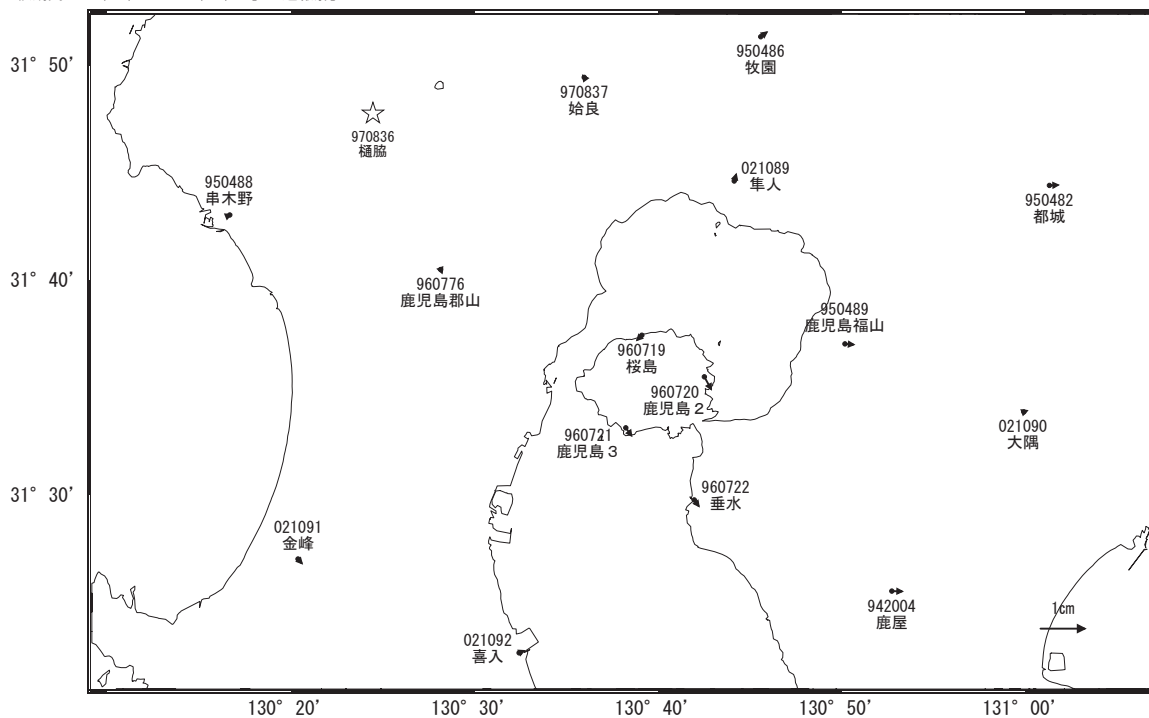 31° 50’
950486
牧園
970837
姶良
970836
樋脇
021089
隼人
950488
串木野
950482
都城
31° 40’
960776
鹿児島郡山
950489
鹿児島福山
960719
桜島
960720
鹿児島２
960721
鹿児島３
021090
大隅
31° 30’
960722
垂水
021091
金峰
942004
鹿屋
1cm
021092
喜入
130° 20’ 130° 30’ 130° 40’ 130° 50’ 131° 00’